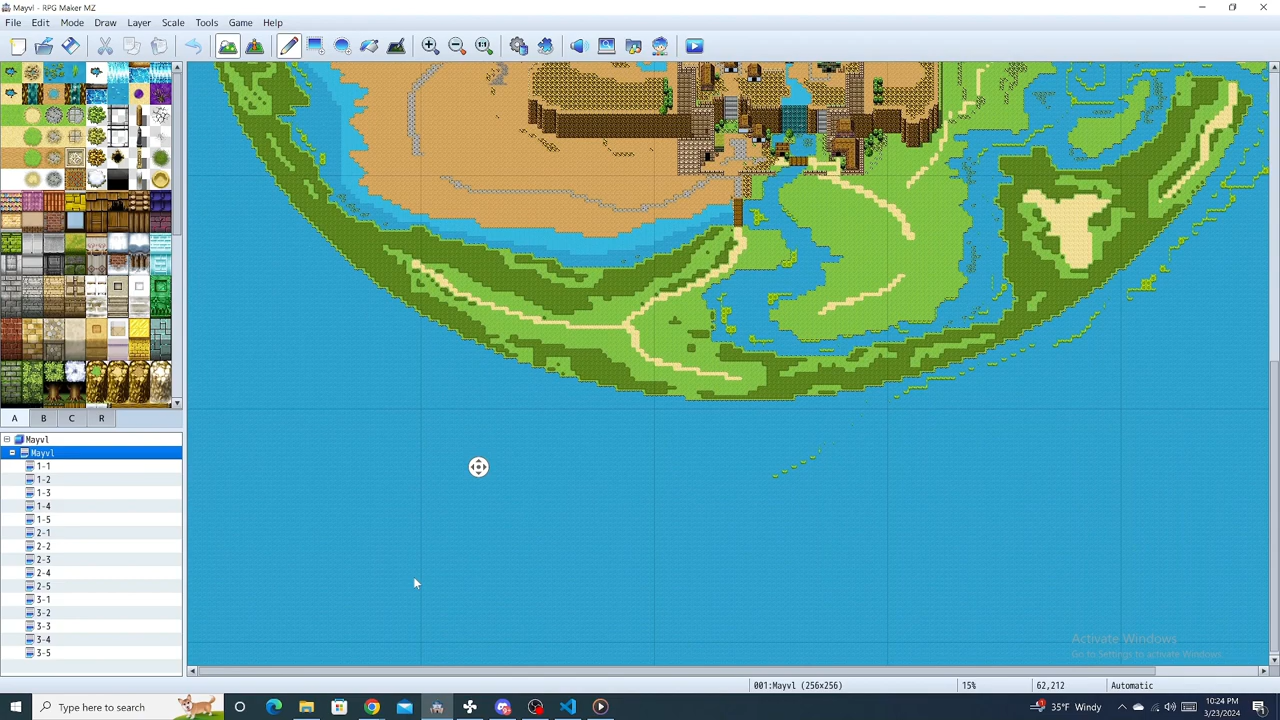 Mayvl - RPG Maker MZ
File Edit Mode Draw Layer Scale Tools Game Help
1:1
A B C R
Mayvl
Mayvl
1-1
1-2
1-3
1-4
1-5
2-1
2-2
2-3
2-4
2-5
3-1
3-2
3-3
3-4
3-5
Activate Windows
Go to Settings to activate Windows.
001:Mayvl (256x256) 15% 62,212 Automatic
Type here to search
35°F Windy
10:24 PM
3/23/2024